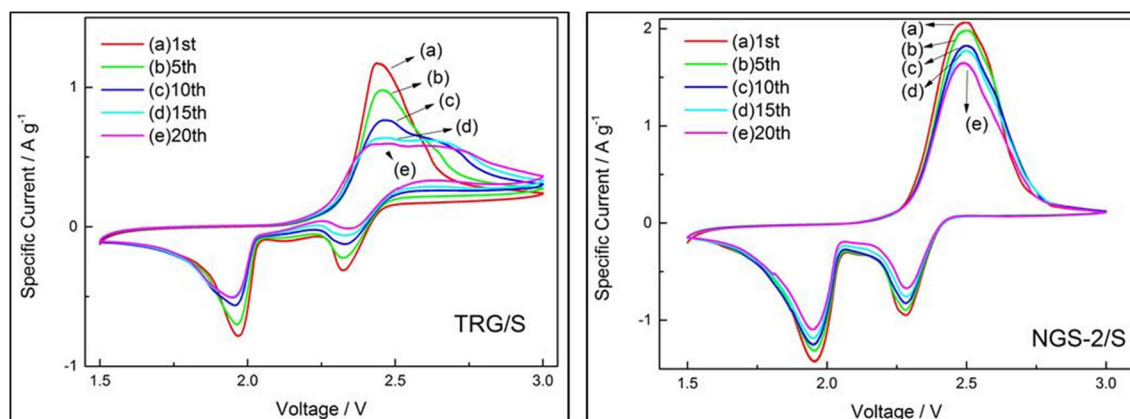 (a)1st
(b)5th
(c)10th
(d)15th
(e)20th
(a)
(b)
(c)
(d)
(e)
TRG/S
1
0
-1
1.5
2.0
2.5
3.0
Specific Current / A g⁻¹
Voltage / V
(a)1st
(b)5th
(c)10th
(d)15th
(e)20th
(a)
(b)
(c)
(d)
(e)
NGS-2/S
2
1
0
-1
1.5
2.0
2.5
3.0
Specific Current / A g⁻¹
Voltage / V